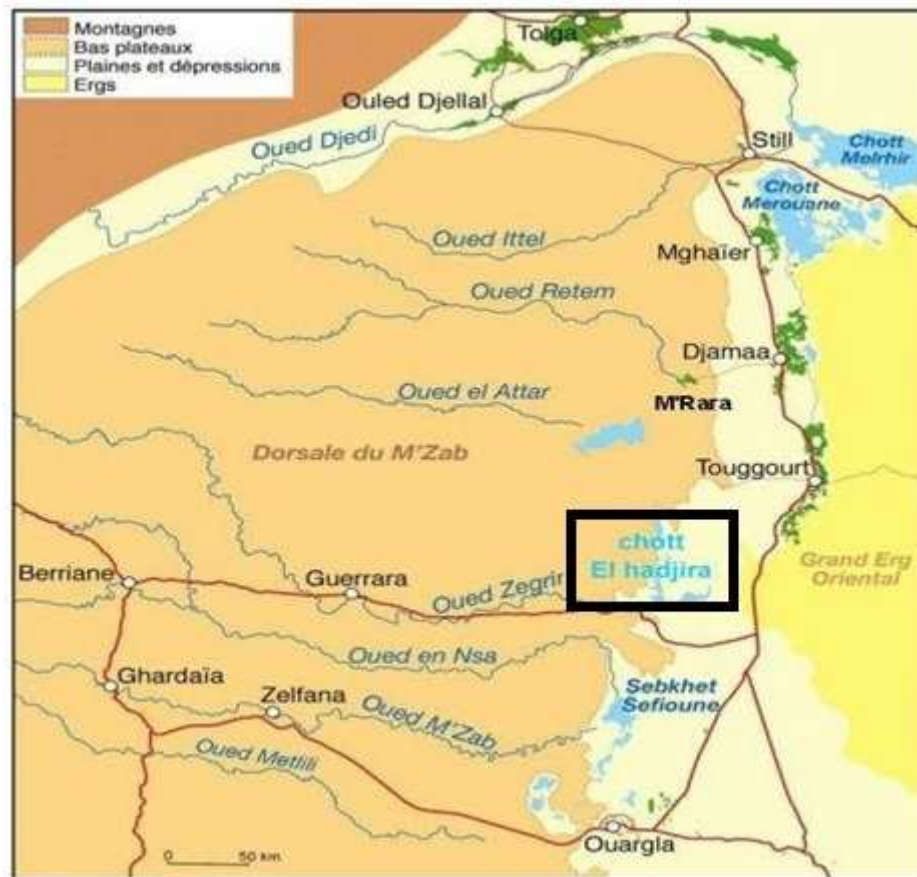 Montagnes
Bas plateaux
Plaines et dépressions
Ergs
Tolga
Ouled Djellal
Oued Djedi
Still
Chott
Melrhir
Chott
Merouane
Oued Ittel
Mghaïer
Oued Retem
Djamaa
Oued el Attar
M'Rara
Dorsale du M'Zab
Touggourt
chott
El hadjira
Grand Erg
Oriental
Berriane
Guerrara
Oued Zegrir
Oued en Nsa
Ghardaïa
Zelfana
Sebkhet
Sefioune
Oued M'Zab
Oued Metlili
0 50 km
Ouargla